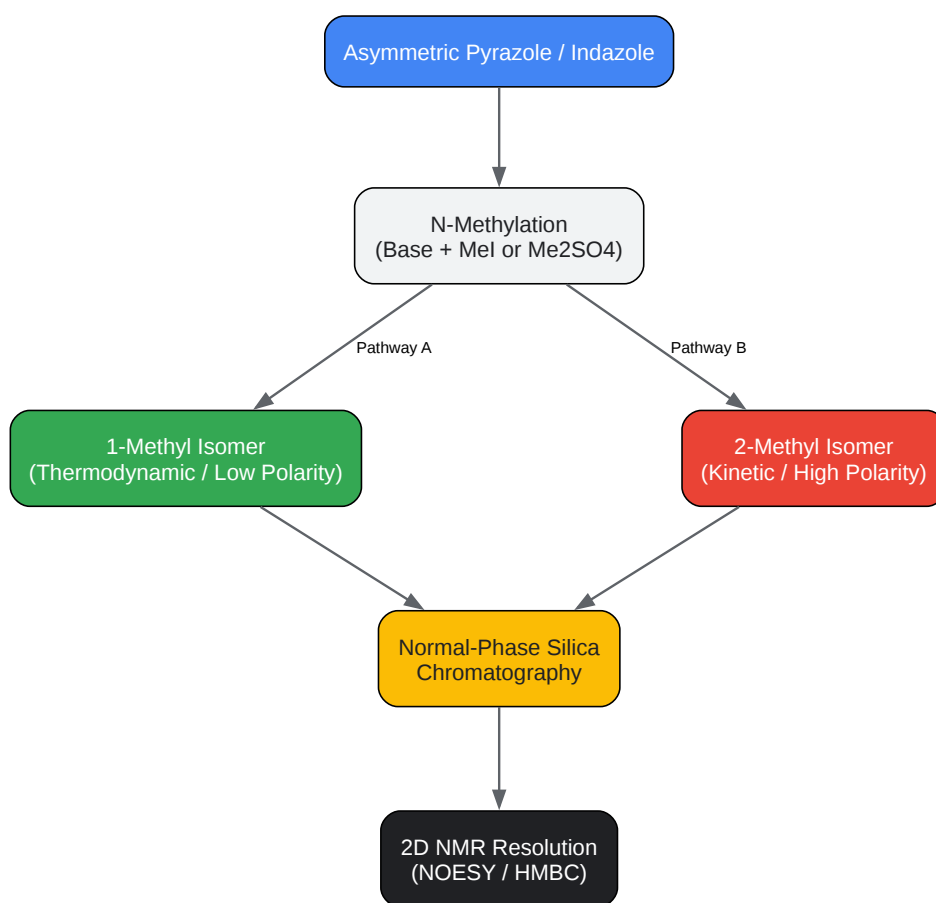 Asymmetric Pyrazole / Indazole
N-Methylation
(Base + MeI or Me2SO4)
Pathway A
Pathway B
1-Methyl Isomer
(Thermodynamic / Low Polarity)
2-Methyl Isomer
(Kinetic / High Polarity)
Normal-Phase Silica
Chromatography
2D NMR Resolution
(NOESY / HMBC)